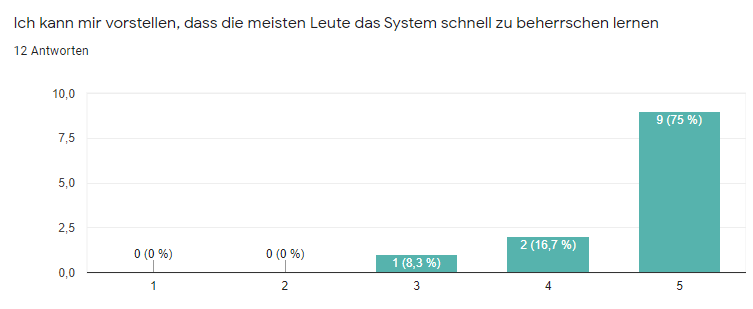 Ich kann mir vorstellen, dass die meisten Leute das System schnell zu beherrschen lernen
12 Antworten
10,0
7,5
5,0
2,5
0,0
0 (0 %)
0 (0 %)
1 (8,3 %)
2 (16,7 %)
9 (75 %)
1 2 3 4 5